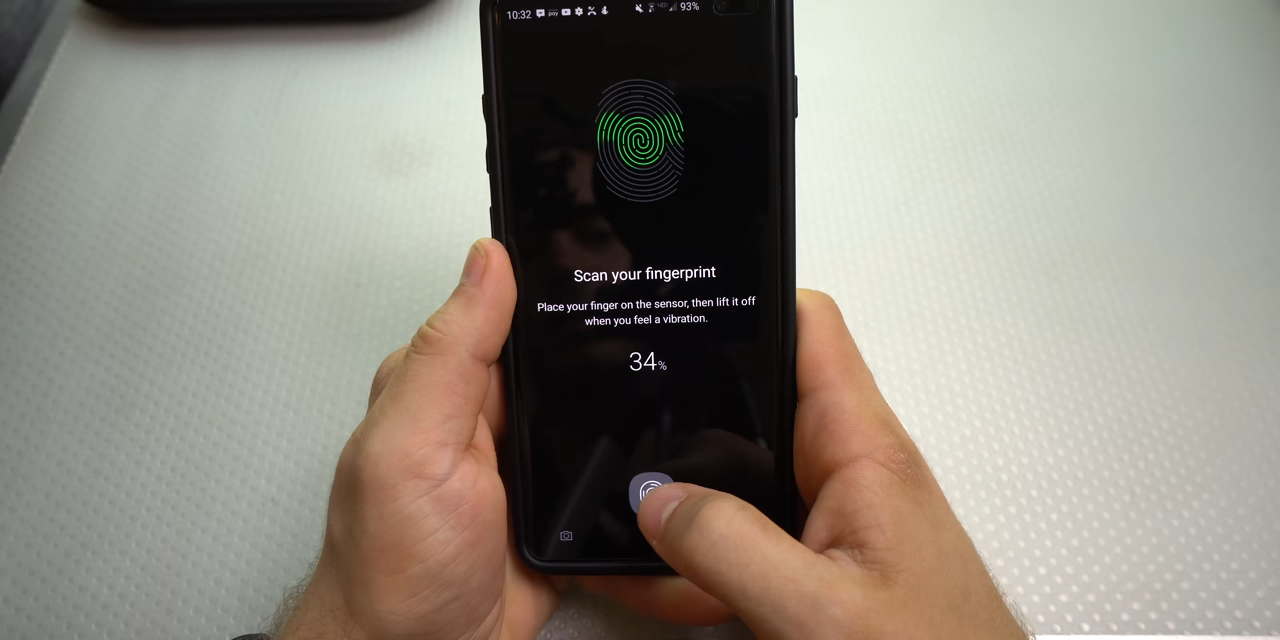 10:32 pay 93%
Scan your fingerprint
Place your finger on the sensor, then lift it off
when you feel a vibration.
34%